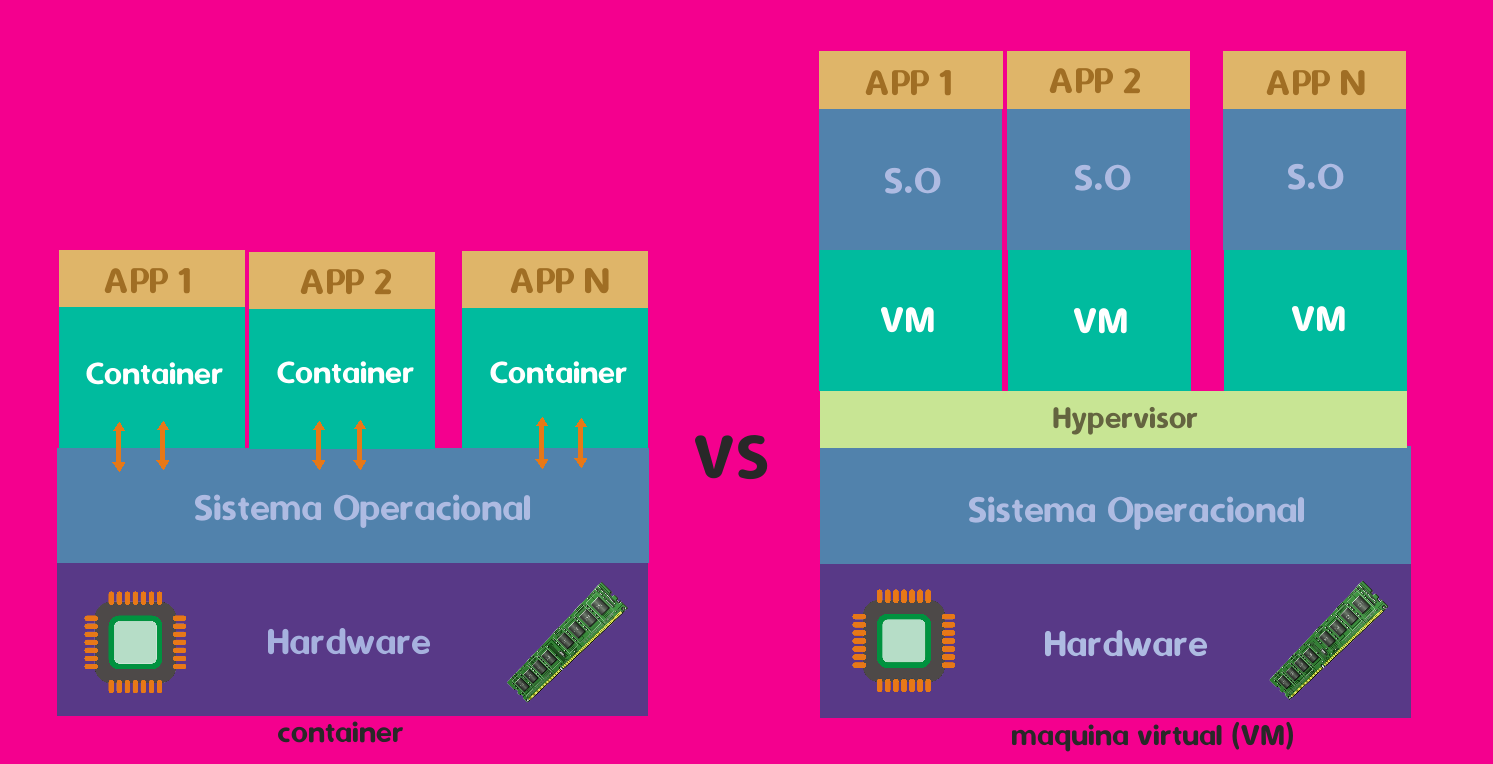 APP 1
APP 2
APP N
Container
Container
Container
Sistema Operacional
Hardware
container
VS
APP 1
APP 2
APP N
S.O
S.O
S.O
VM
VM
VM
Hypervisor
Sistema Operacional
Hardware
maquina virtual (VM)